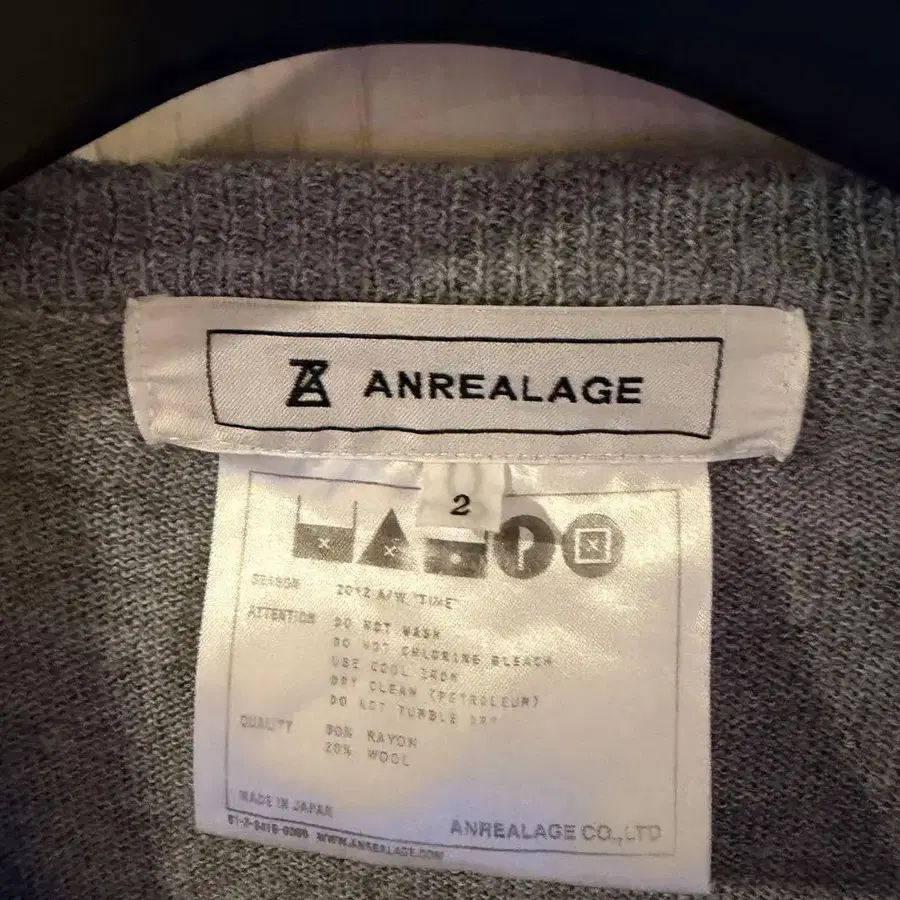 ANREALAGE
2
SEASON 2012 A/W "TIME"
ATTENTION DO NOT WASH
DO NOT CHLORINE BLEACH
USE COOL IRON
DRY CLEAN (PETROLEUM)
DO NOT TUMBLE DRY
QUALITY 80% RAYON
20% WOOL
MADE IN JAPAN
ANREALAGE CO.,LTD
WWW.ANREALAGE.COM